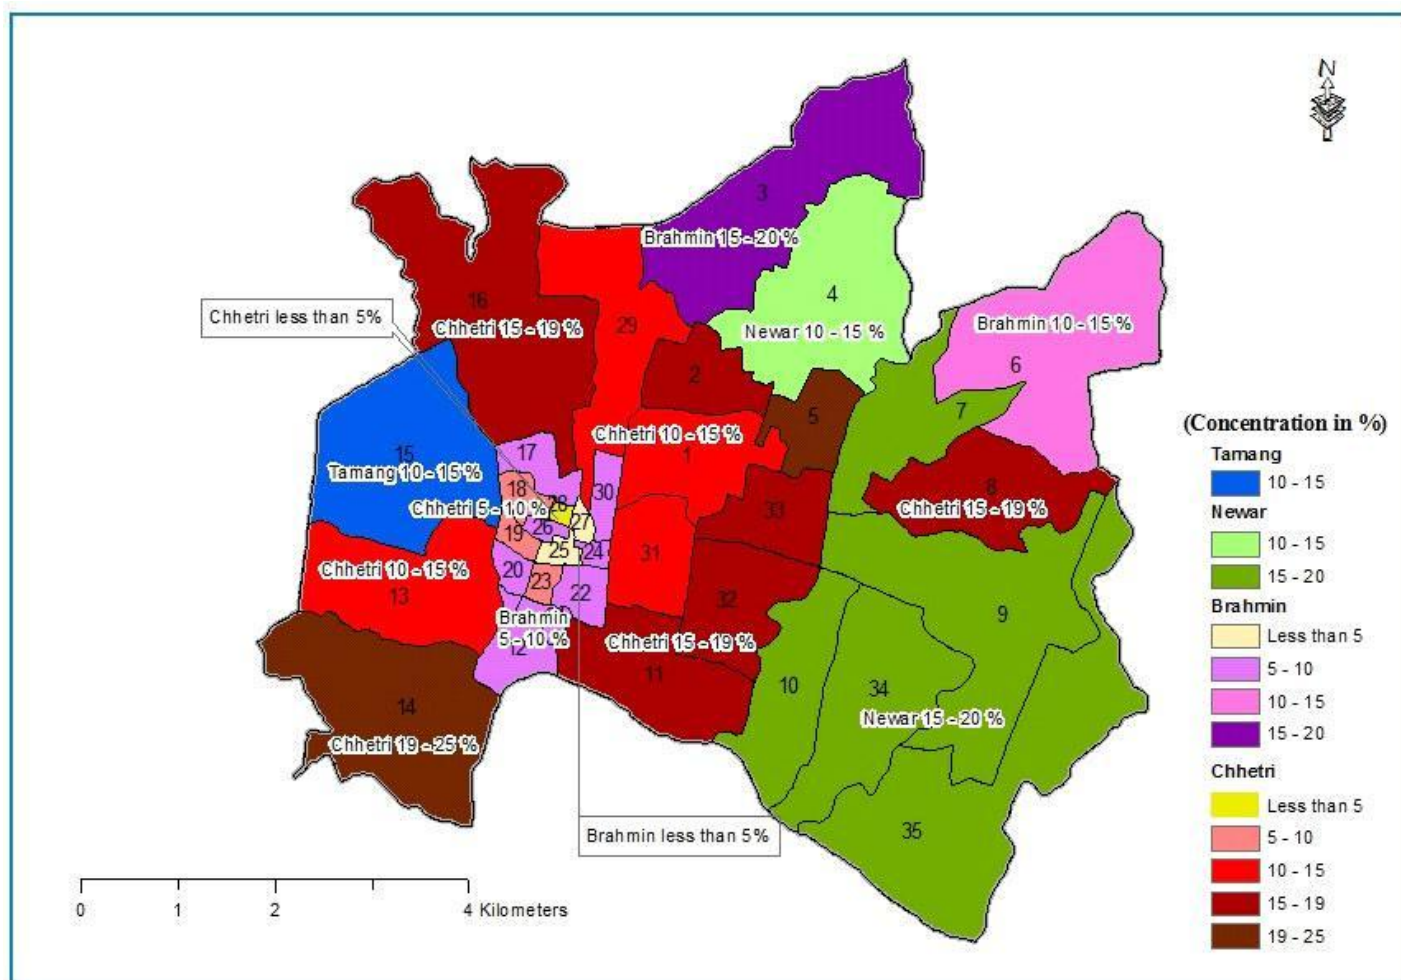 N
3
Brahmin 15 - 20 %
4
Newar 10 - 15 %
16
Chhetri 15 - 19 %
29
Chhetri less than 5%
Brahmin 10 - 15 %
6
2
5
7
Chhetri 10 - 15 %
1
15
Tamang 10 - 15 %
17
18
Chhetri 5 - 10 %
28
30
8
Chhetri 15 - 19 %
33
19
26
27
25
24
31
20
23
22
Chhetri 10 - 15 %
13
32
9
Brahmin
5 - 10 %
12
Chhetri 15 - 19 %
11
10
34
Newar 15 - 20 %
14
Chhetri 19 - 25 %
35
Brahmin less than 5%
0 1 2 4 Kilometers
(Concentration in %)
Tamang
10 - 15
Newar
10 - 15
15 - 20
Brahmin
Less than 5
5 - 10
10 - 15
15 - 20
Chhetri
Less than 5
5 - 10
10 - 15
15 - 19
19 - 25